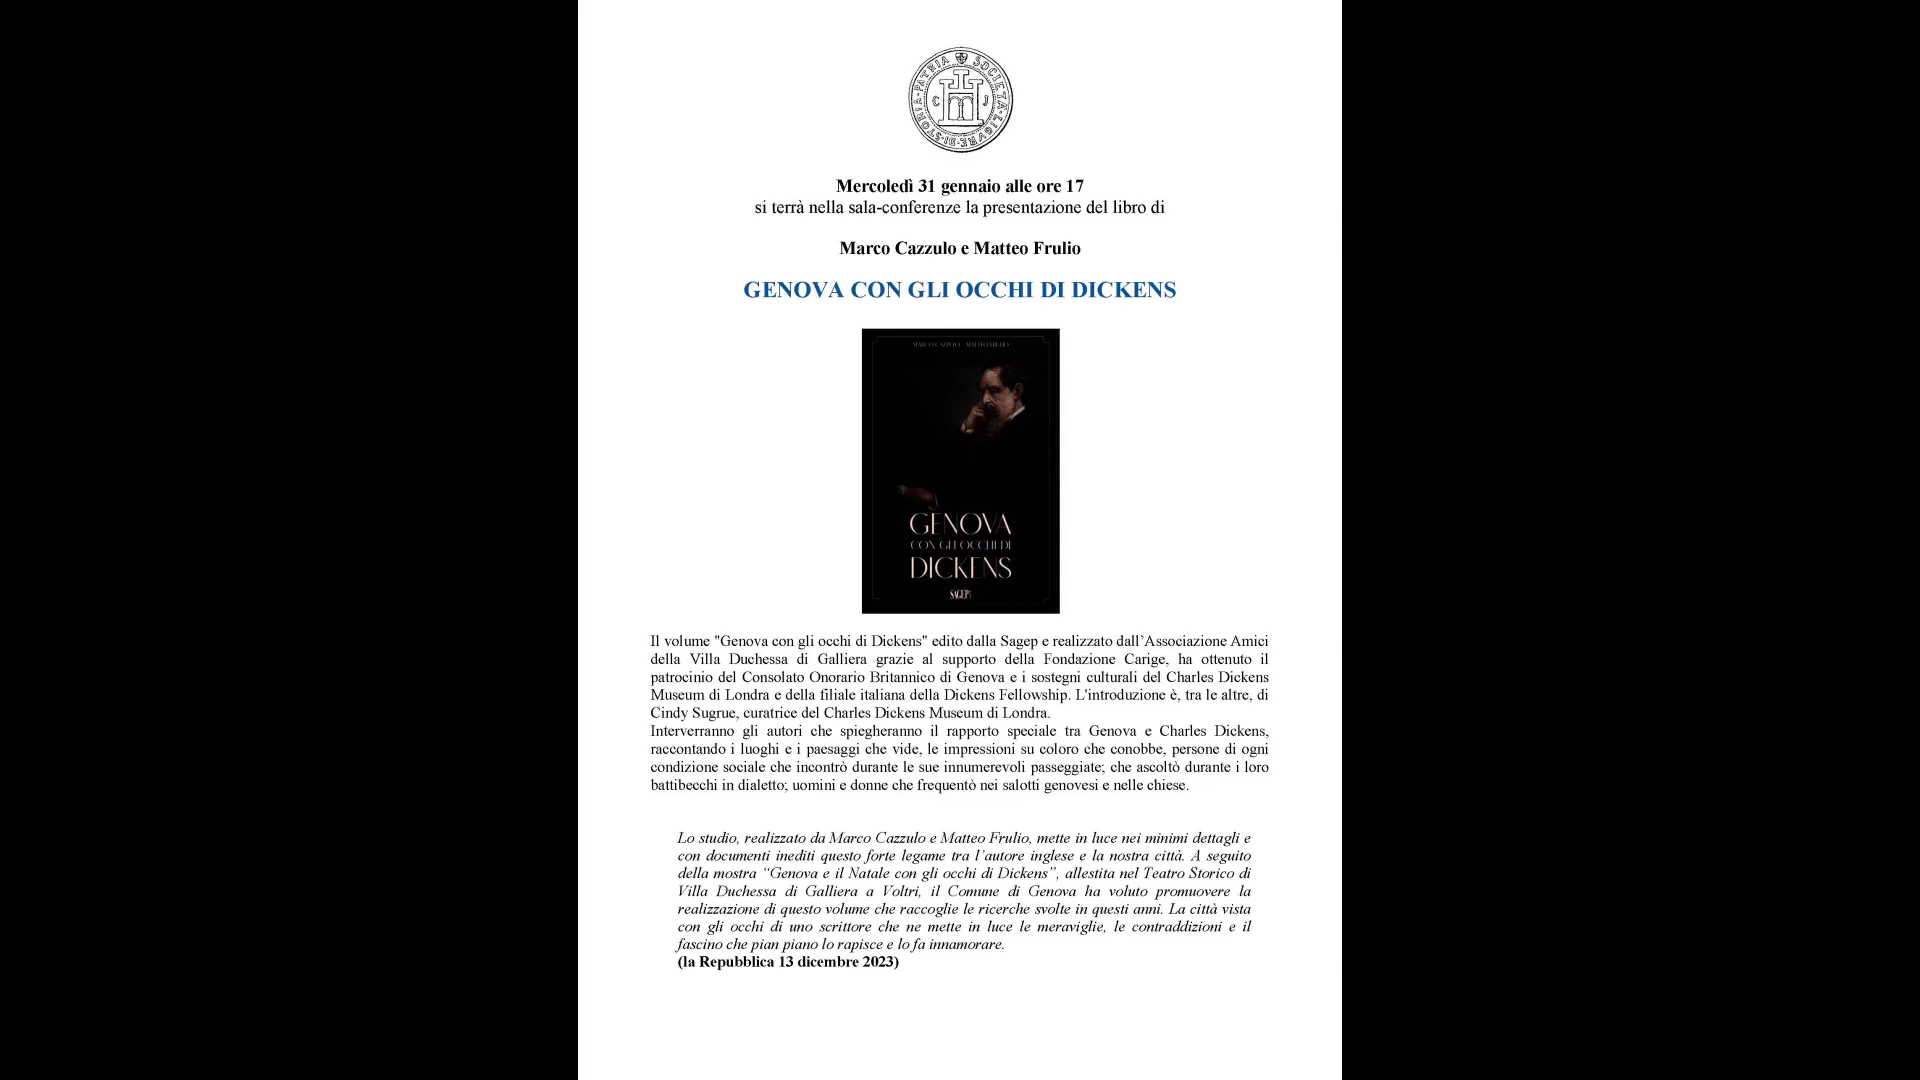 SOCIETÀ·LIGVRE·DI·STORIA·PATRIA
C J
Mercoledì 31 gennaio alle ore 17
si terrà nella sala-conferenze la presentazione del libro di
Marco Cazzulo e Matteo Frulio
GENOVA CON GLI OCCHI DI DICKENS
MARCO CAZZULO - MATTEO FRULIO
GENOVA
CON GLI OCCHI DI
DICKENS
SAGEP
Il volume "Genova con gli occhi di Dickens" edito dalla Sagep e realizzato dall’Associazione Amici
della Villa Duchessa di Galliera grazie al supporto della Fondazione Carige, ha ottenuto il
patrocinio del Consolato Onorario Britannico di Genova e i sostegni culturali del Charles Dickens
Museum di Londra e della filiale italiana della Dickens Fellowship. L'introduzione è, tra le altre, di
Cindy Sugrue, curatrice del Charles Dickens Museum di Londra.
Interverranno gli autori che spiegheranno il rapporto speciale tra Genova e Charles Dickens,
raccontando i luoghi e i paesaggi che vide, le impressioni su coloro che conobbe, persone di ogni
condizione sociale che incontrò durante le sue innumerevoli passeggiate; che ascoltò durante i loro
battibecchi in dialetto; uomini e donne che frequentò nei salotti genovesi e nelle chiese.
Lo studio, realizzato da Marco Cazzulo e Matteo Frulio, mette in luce nei minimi dettagli e
con documenti inediti questo forte legame tra l’autore inglese e la nostra città. A seguito
della mostra “Genova e il Natale con gli occhi di Dickens”, allestita nel Teatro Storico di
Villa Duchessa di Galliera a Voltri, il Comune di Genova ha voluto promuovere la
realizzazione di questo volume che raccoglie le ricerche svolte in questi anni. La città vista
con gli occhi di uno scrittore che ne mette in luce le meraviglie, le contraddizioni e il
fascino che pian piano lo rapisce e lo fa innamorare.
(la Repubblica 13 dicembre 2023)